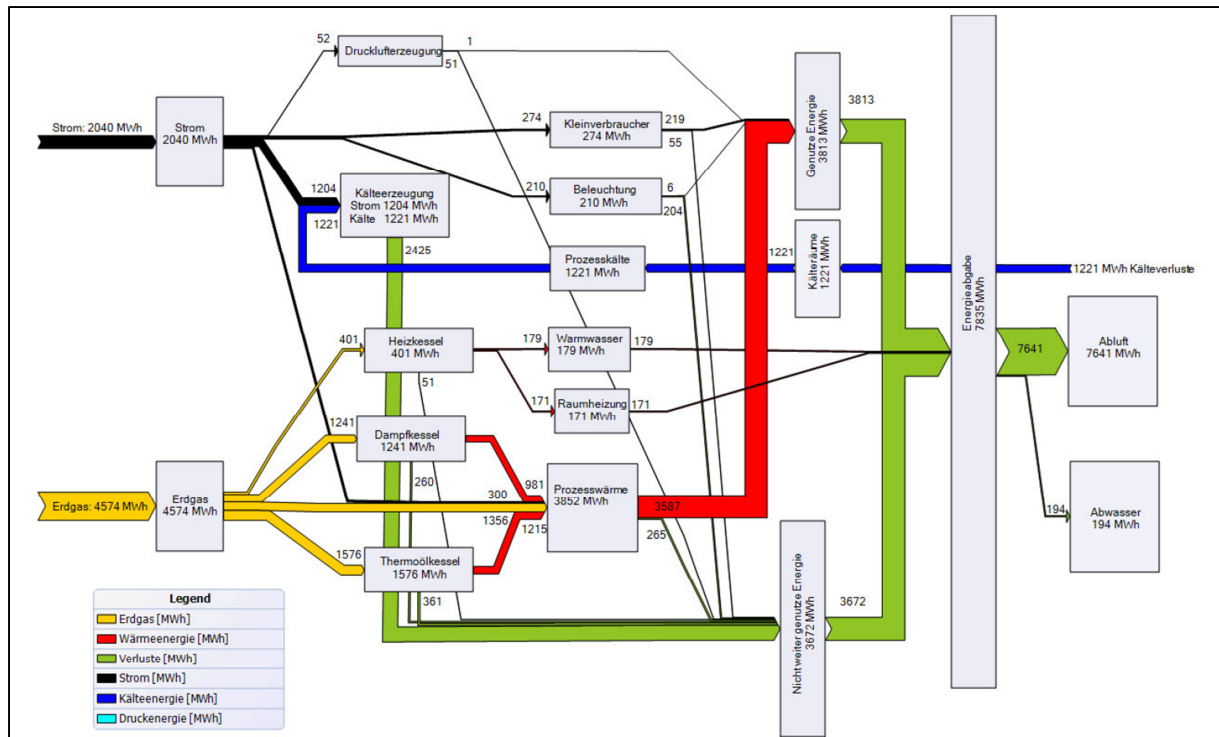 52
Drucklufterzeugung
1
51
Strom: 2040 MWh
Strom
2040 MWh
274
Kleinverbraucher
274 MWh
219
55
Genutze Energie
3813 MWh
3813
1204
1221
Kälteerzeugung
Strom 1204 MWh
Kälte 1221 MWh
2425
210
Beleuchtung
210 MWh
6
204
Prozesskälte
1221 MWh
1221
Kälteräume
1221 MWh
1221 MWh Kälteverluste
Energieabgabe
7835 MWh
401
Heizkessel
401 MWh
51
179
Warmwasser
179 MWh
179
171
Raumheizung
171 MWh
171
7641
Abluft
7641 MWh
1241
Dampfkessel
1241 MWh
260
981
300
1356
1215
Prozesswärme
3852 MWh
3587
265
Erdgas: 4574 MWh
Erdgas
4574 MWh
1576
Thermoölkessel
1576 MWh
361
Nicht weiter genutze Energie
3672 MWh
3672
194
Abwasser
194 MWh
Legend
Erdgas [MWh]
Wärmeenergie [MWh]
Verluste [MWh]
Strom [MWh]
Kälteenergie [MWh]
Druckenergie [MWh]